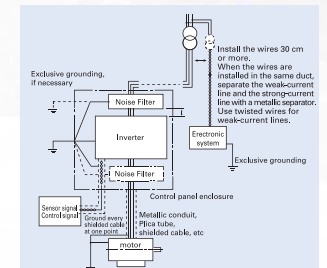 Install the wires 30 cm
or more.
When the wires are
installed in the same duct,
separate the weak-current
line and the strong-current
line with a metallic separator.
Use twisted wires for
weak-current lines.
Exclusive grounding,
if necessary
Noise Filter
Inverter
Erectronic
system
Exclusive grounding
Noise Filter
Control panel enclosure
Sensor signal
Control signal
Ground every
shielded cable
at one point
Metallic conduit,
Plica tube,
shielded cable, etc
motor